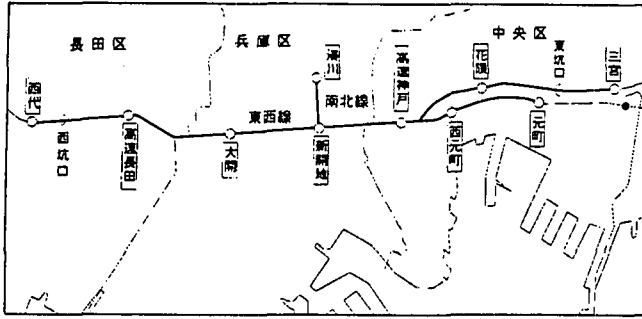 長田区
兵庫区
中央区
西代
西坑口
高速長田
大開
東西線
湊川
南北線
新開地
高速神戸
花隈
西元町
元町
東坑口
三宮